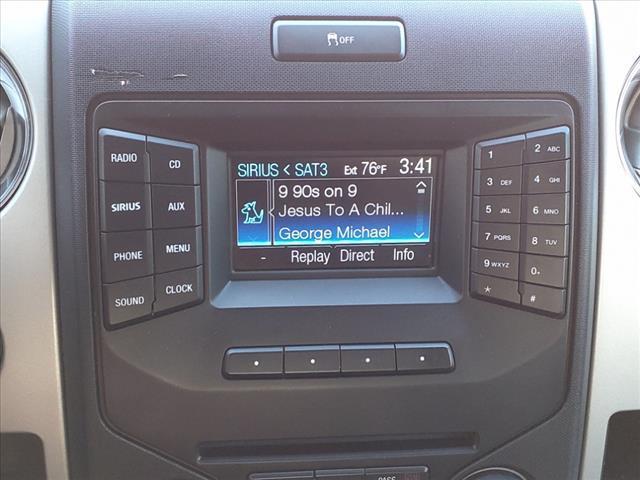 OFF
RADIO CD
SIRIUS AUX
PHONE MENU
SOUND CLOCK
SIRIUS < SAT3 Ext 76°F 3:41
9 90s on 9
Jesus To A Chil...
George Michael
- Replay Direct Info
1 2 ABC
3 DEF 4 GHI
5 JKL 6 MNO
7 PQRS 8 TUV
9 WXYZ 0 +
* #
PASS